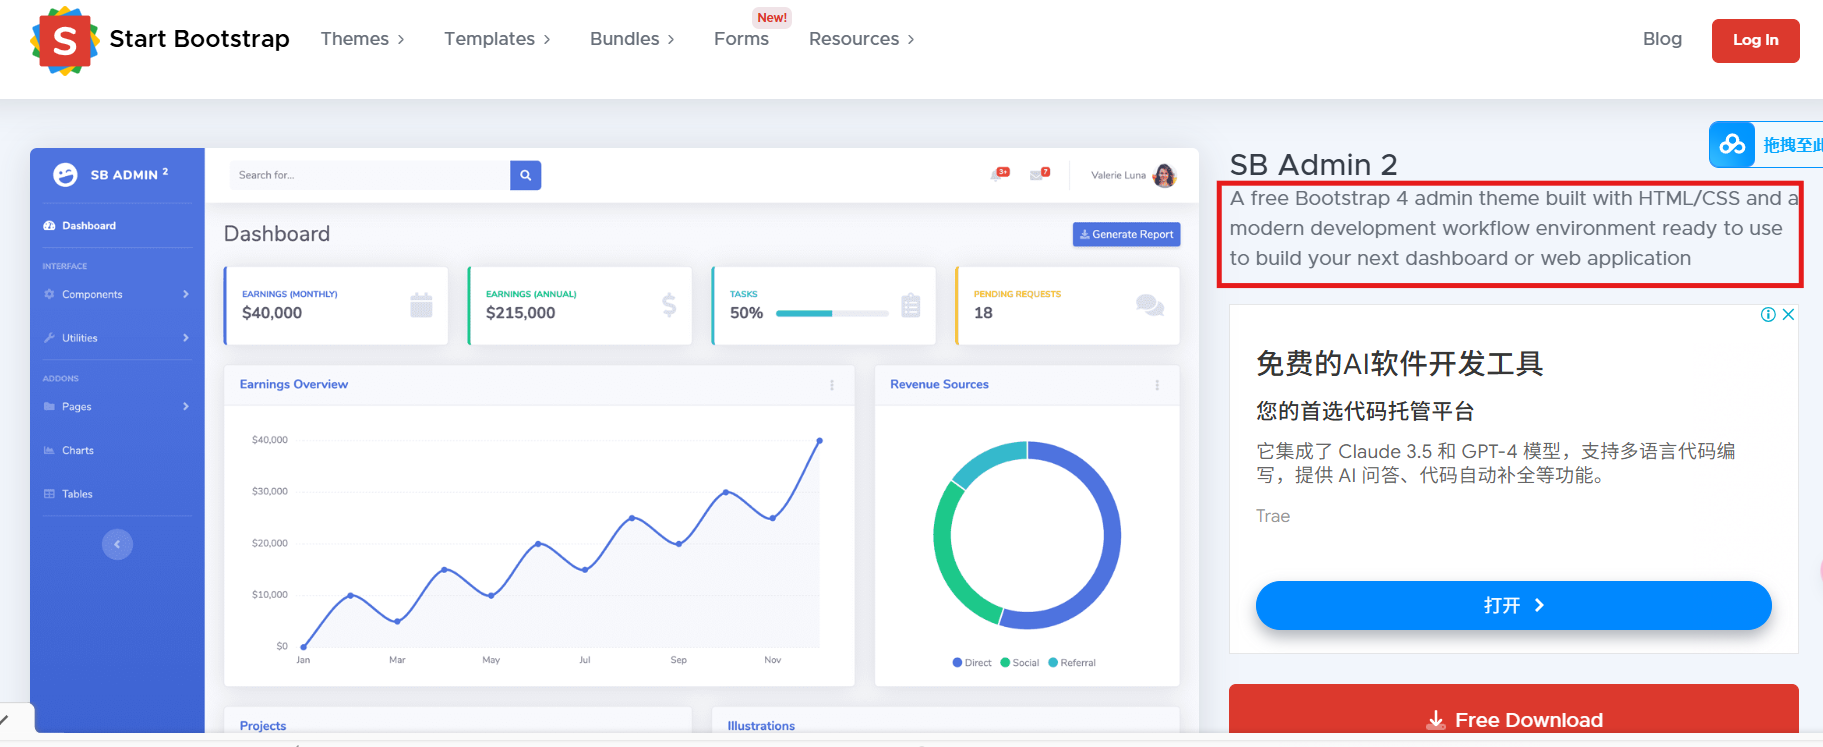 S Start Bootstrap Themes Templates Bundles Forms New! Resources Blog Log In
拖拽至此
SB ADMIN 2
Search for...
3+
7
Valerie Luna
Dashboard
INTERFACE
Components
Utilities
ADDONS
Pages
Charts
Tables
Dashboard
Generate Report
EARNINGS (MONTHLY)
$40,000
EARNINGS (ANNUAL)
$215,000
TASKS
50%
PENDING REQUESTS
18
Earnings Overview
$40,000
$30,000
$20,000
$10,000
$0
Jan Mar May Jul Sep Nov
Revenue Sources
Direct Social Referral
Projects
Illustrations
SB Admin 2
A free Bootstrap 4 admin theme built with HTML/CSS and a
modern development workflow environment ready to use
to build your next dashboard or web application
免费的AI软件开发工具
您的首选代码托管平台
它集成了 Claude 3.5 和 GPT-4 模型，支持多语言代码编
写，提供 AI 问答、代码自动补全等功能。
Trae
打开
Free Download